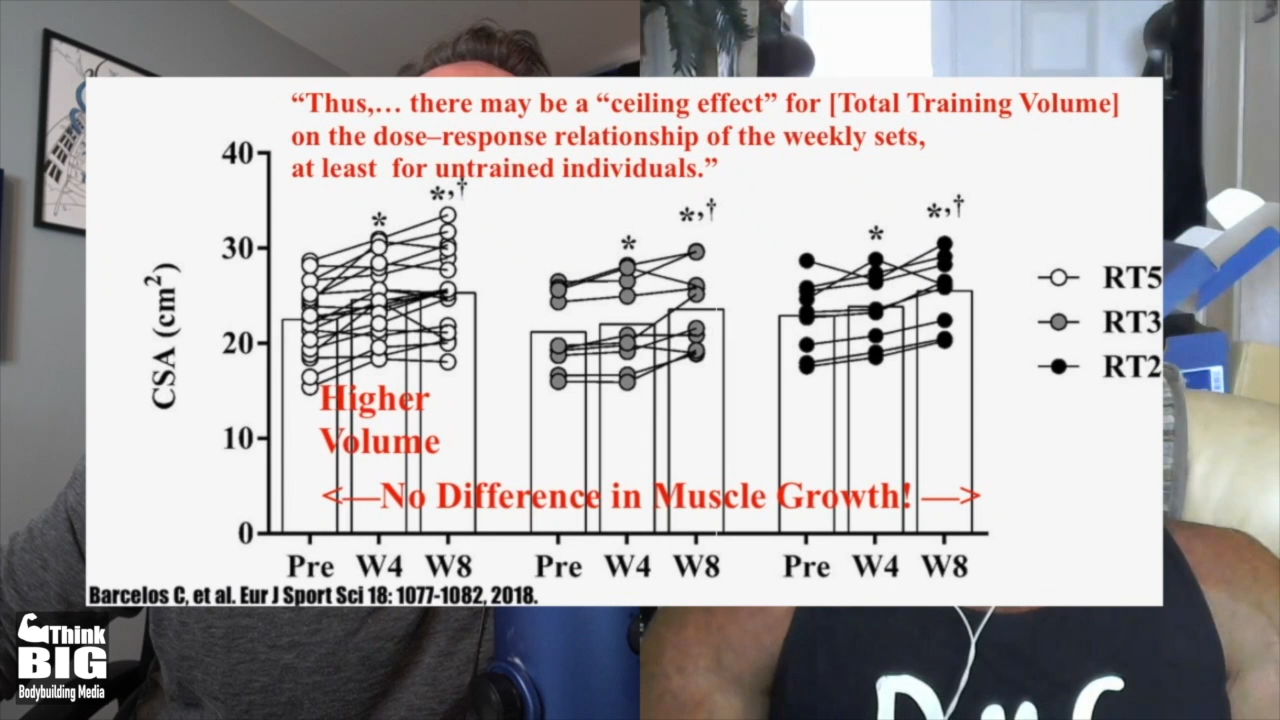 “Thus,… there may be a “ceiling effect” for [Total Training Volume]
on the dose–response relationship of the weekly sets,
at least for untrained individuals.”
40
30
20
10
0
CSA (cm²)
*
*,†
*
*,†
*
*,†
RT5
RT3
RT2
Higher
Volume
<—No Difference in Muscle Growth! —>
Pre W4 W8 Pre W4 W8 Pre W4 W8
Barcelos C, et al. Eur J Sport Sci 18: 1077-1082, 2018.
Think
BIG
Bodybuilding Media